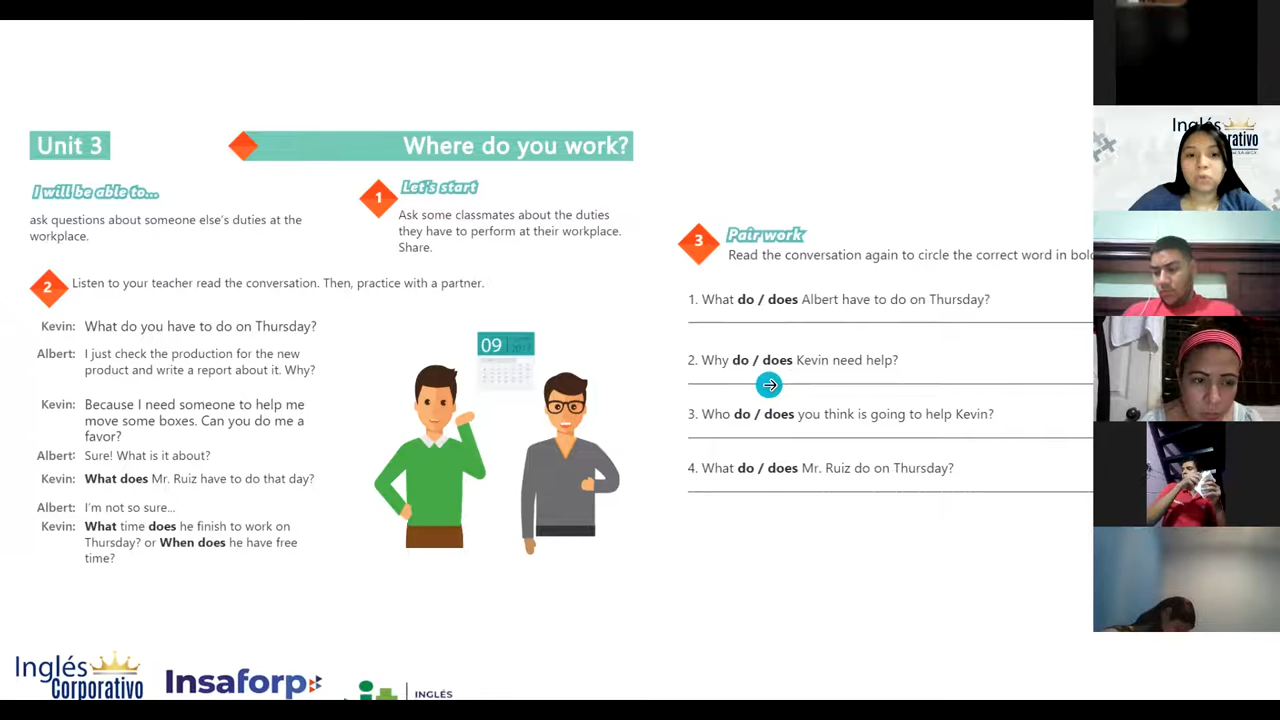 Unit 3
Where do you work?
I will be able to...
ask questions about someone else's duties at the
workplace.
1
Let's start
Ask some classmates about the duties
they have to perform at their workplace.
Share.
2
Listen to your teacher read the conversation. Then, practice with a partner.
Kevin: What do you have to do on Thursday?
Albert: I just check the production for the new
product and write a report about it. Why?
Kevin: Because I need someone to help me
move some boxes. Can you do me a
favor?
Albert: Sure! What is it about?
Kevin: What does Mr. Ruiz have to do that day?
Albert: I'm not so sure...
Kevin: What time does he finish to work on
Thursday? or When does he have free
time?
09
3
Pair work
Read the conversation again to circle the correct word in bold
1. What do / does Albert have to do on Thursday?
2. Why do / does Kevin need help?
3. Who do / does you think is going to help Kevin?
4. What do / does Mr. Ruiz do on Thursday?
Inglés
Corporativo
Insaforp
INGLÉS
Inglés